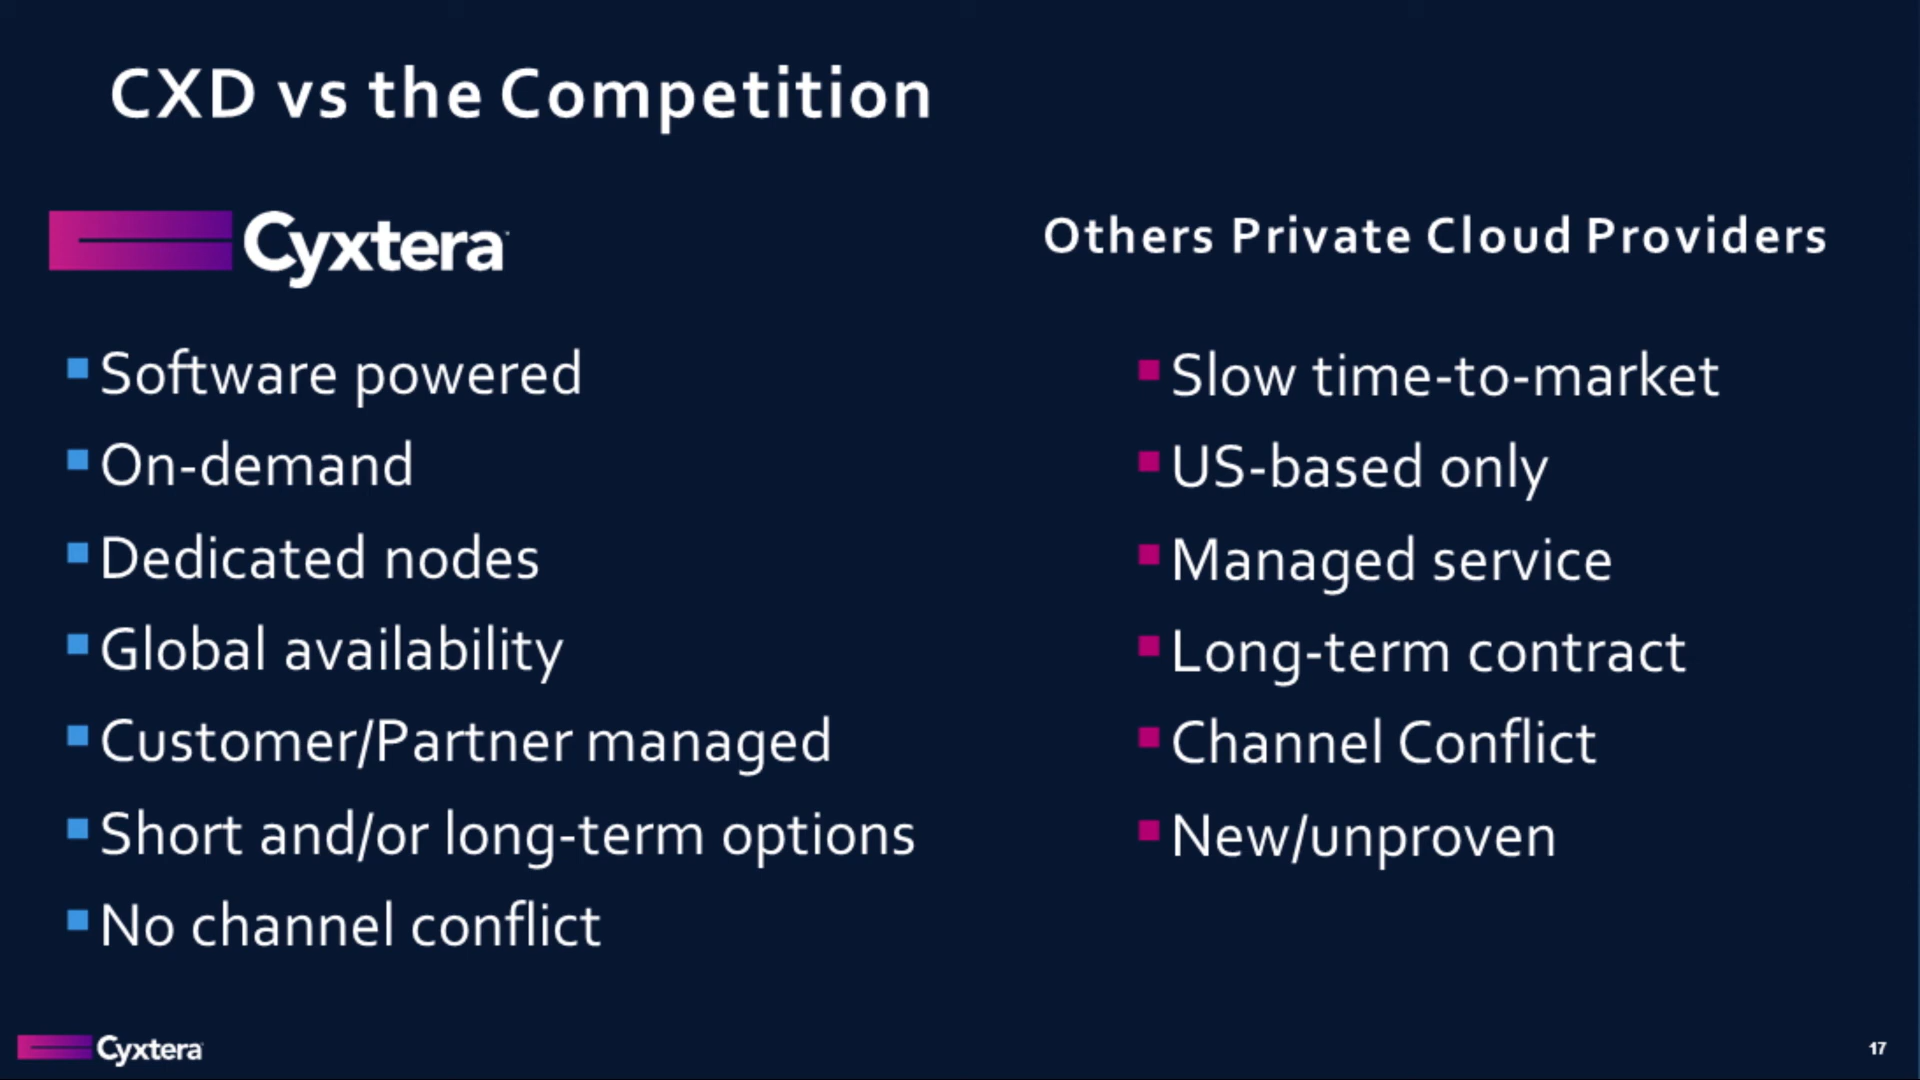 CXD vs the Competition
Cyxtera
Software powered
On-demand
Dedicated nodes
Global availability
Customer/Partner managed
Short and/or long-term options
No channel conflict
Others Private Cloud Providers
Slow time-to-market
US-based only
Managed service
Long-term contract
Channel Conflict
New/unproven
Cyxtera
17